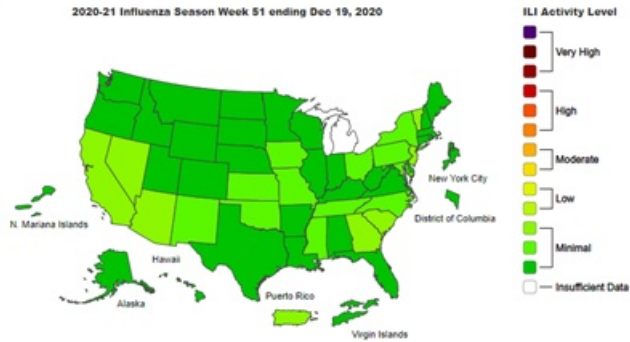 2020-21 Influenza Season Week 51 ending Dec 19, 2020
ILI Activity Level
Very High
High
Moderate
Low
Minimal
Insufficient Data
New York City
District of Columbia
N. Mariana Islands
Hawaii
Alaska
Puerto Rico
Virgin Islands